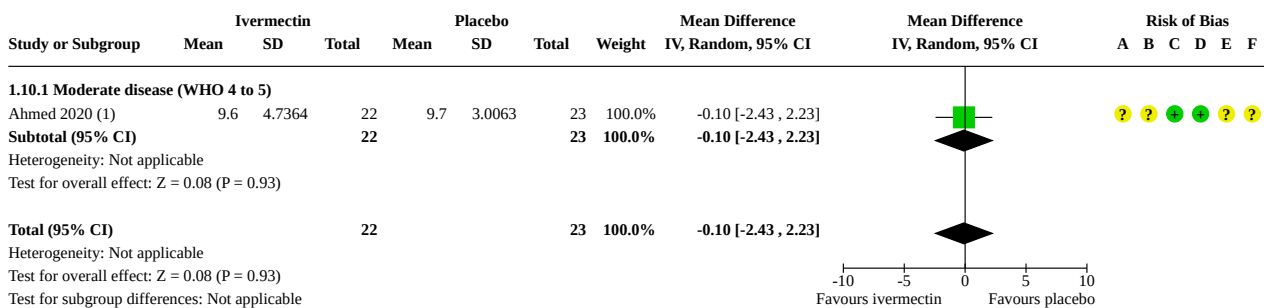 Ivermectin Placebo Mean Difference Mean Difference Risk of Bias
Study or Subgroup Mean SD Total Mean SD Total Weight IV, Random, 95% CI IV, Random, 95% CI A B C D E F
1.10.1 Moderate disease (WHO 4 to 5)
Ahmed 2020 (1) 9.6 4.7364 22 9.7 3.0063 23 100.0% -0.10 [-2.43 , 2.23] ? ? + + ? ?
Subtotal (95% CI) 22 23 100.0% -0.10 [-2.43 , 2.23]
Heterogeneity: Not applicable
Test for overall effect: Z = 0.08 (P = 0.93)
Total (95% CI) 22 23 100.0% -0.10 [-2.43 , 2.23]
Heterogeneity: Not applicable
Test for overall effect: Z = 0.08 (P = 0.93) -10 -5 0 5 10
Test for subgroup differences: Not applicable Favours ivermectin Favours placebo